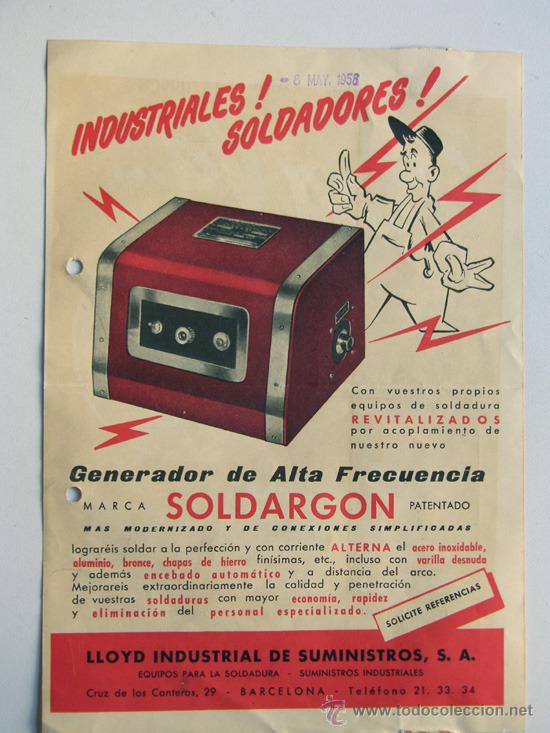 - 8 MAY. 1958
INDUSTRIALES!
SOLDADORES!
Con vuestros propios
equipos de soldadura
REVITALIZADOS
por acoplamiento de
nuestro nuevo
Generador de Alta Frecuencia
MARCA SOLDARGON PATENTADO
MAS MODERNIZADO Y DE CONEXIONES SIMPLIFICADAS
lograréis soldar a la perfección y con corriente ALTERNA el acero inoxidable,
aluminio, bronce, chapas de hierro finísimas, etc., incluso con varilla desnuda
y además encebado automático y a distancia del arco.
Mejorareis extraordinariamente la calidad y penetración
de vuestras soldaduras con mayor economía, rapidez
y eliminación del personal especializado.
SOLICITE REFERENCIAS
LLOYD INDUSTRIAL DE SUMINISTROS, S. A.
EQUIPOS PARA LA SOLDADURA - SUMINISTROS INDUSTRIALES
Cruz de los Canteros, 29 - BARCELONA - Teléfono 21. 33. 34
www.todocoleccion.net